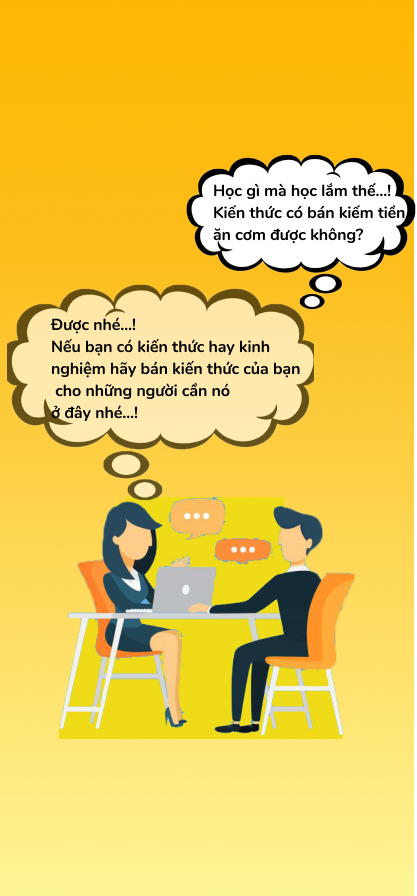 Học gì mà học lắm thế...!
Kiến thức có bán kiếm tiền
ăn cơm được không?
Được nhé...!
Nếu bạn có kiến thức hay kinh
nghiệm hãy bán kiến thức của bạn
cho những người cần nó
ở đây nhé...!